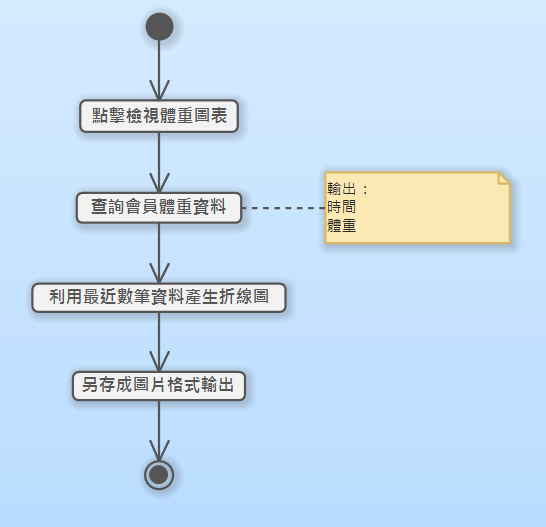 點擊檢視體重圖表
查詢會員體重資料
輸出：
時間
體重
利用最近數筆資料產生折線圖
另存成圖片格式輸出